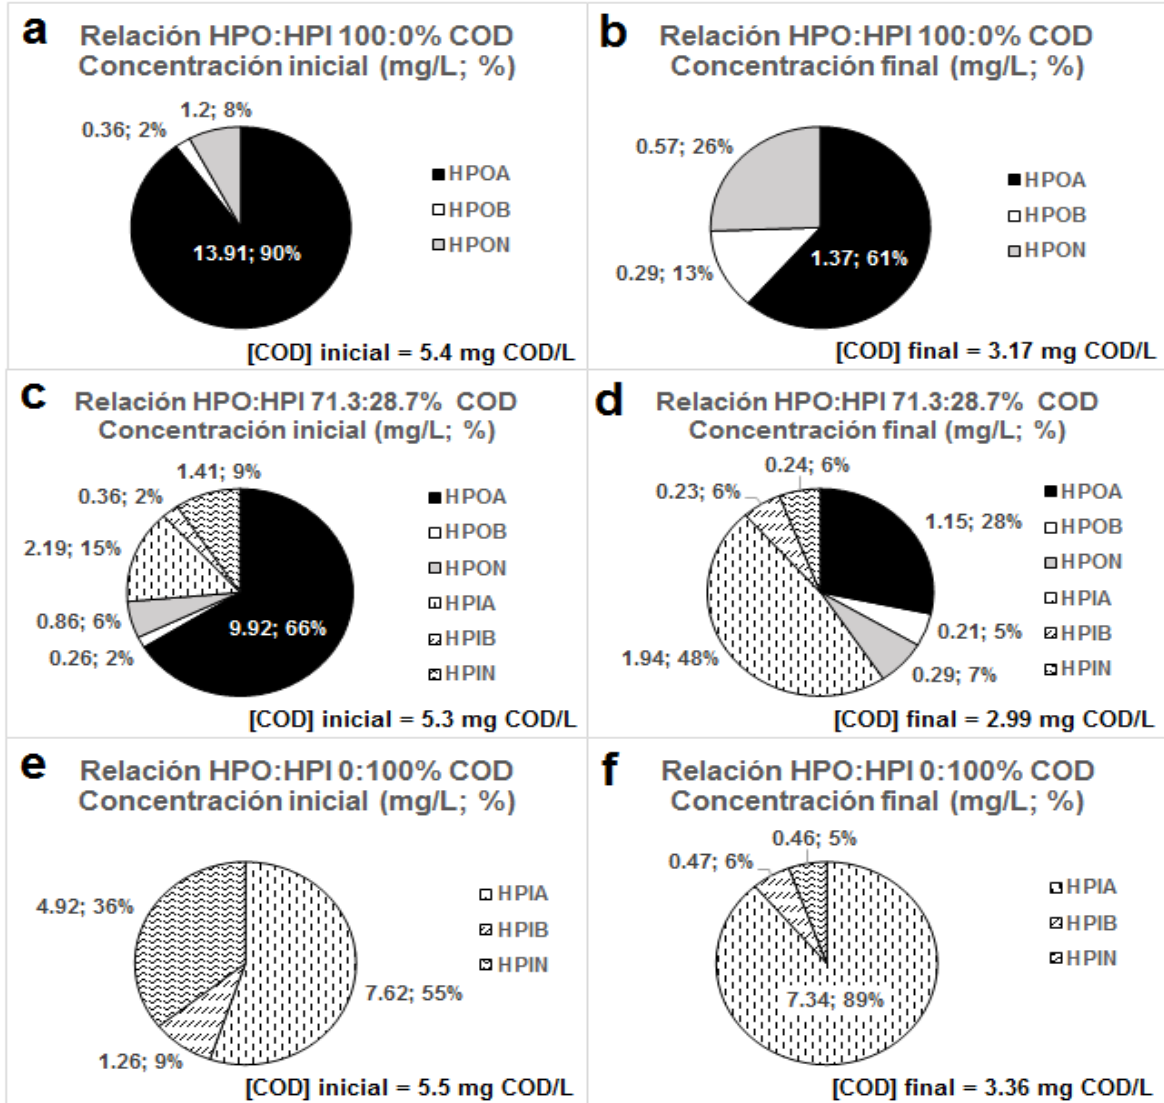 a
Relación HPO:HPI 100:0% COD
Concentración inicial (mg/L; %)
1.2; 8%
0.36; 2%
13.91; 90%
HPOA
HPOB
HPON
[COD] inicial = 5.4 mg COD/L
b
Relación HPO:HPI 100:0% COD
Concentración final (mg/L; %)
0.57; 26%
0.29; 13%
1.37; 61%
HPOA
HPOB
HPON
[COD] final = 3.17 mg COD/L
c
Relación HPO:HPI 71.3:28.7% COD
Concentración inicial (mg/L; %)
1.41; 9%
0.36; 2%
2.19; 15%
0.86; 6%
0.26; 2%
9.92; 66%
HPOA
HPOB
HPON
HPIA
HPIB
HPIN
[COD] inicial = 5.3 mg COD/L
d
Relación HPO:HPI 71.3:28.7% COD
Concentración final (mg/L; %)
0.24; 6%
0.23; 6%
1.15; 28%
0.21; 5%
0.29; 7%
1.94; 48%
HPOA
HPOB
HPON
HPIA
HPIB
HPIN
[COD] final = 2.99 mg COD/L
e
Relación HPO:HPI 0:100% COD
Concentración inicial (mg/L; %)
4.92; 36%
7.62; 55%
1.26; 9%
HPIA
HPIB
HPIN
[COD] inicial = 5.5 mg COD/L
f
Relación HPO:HPI 0:100% COD
Concentración final (mg/L; %)
0.46; 5%
0.47; 6%
7.34; 89%
HPIA
HPIB
HPIN
[COD] final = 3.36 mg COD/L